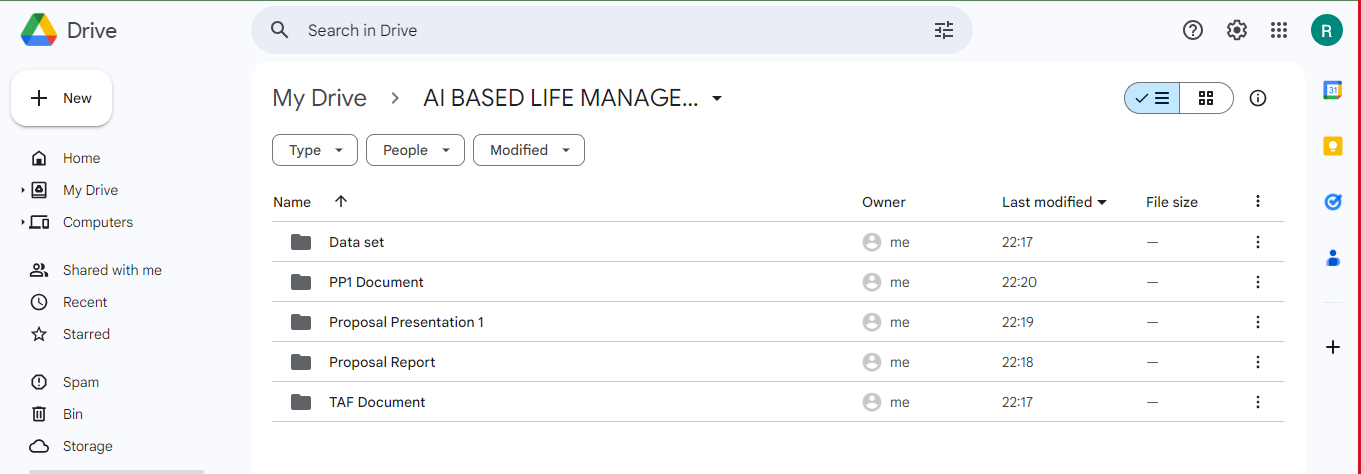 Drive
Search in Drive
R
New
My Drive > AI BASED LIFE MANAGE...
31
Type People Modified
Home
My Drive
Computers
Shared with me
Recent
Starred
Spam
Bin
Storage
Name Owner Last modified File size
Data set me 22:17 —
PP1 Document me 22:20 —
Proposal Presentation 1 me 22:19 —
Proposal Report me 22:18 —
TAF Document me 22:17 —